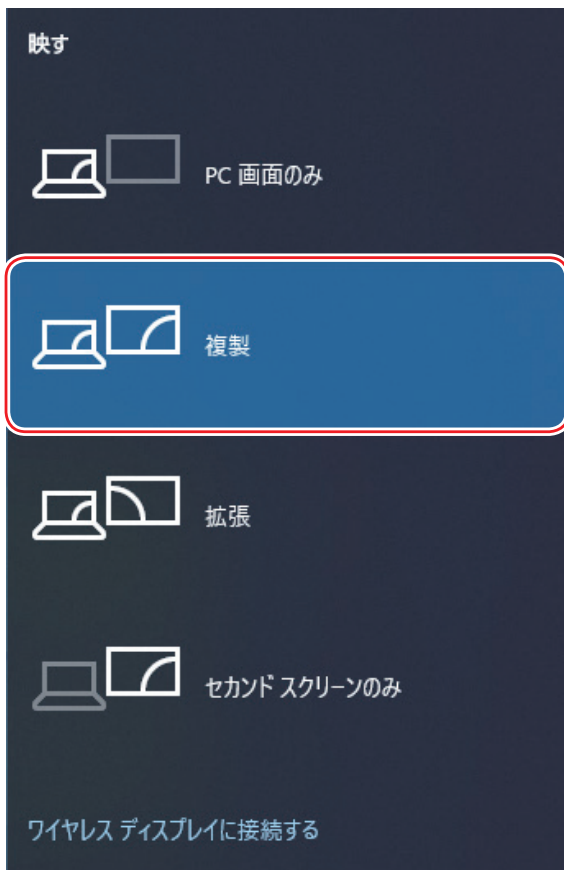 映す
PC 画面のみ
複製
拡張
セカンド スクリーンのみ
ワイヤレス ディスプレイに接続する